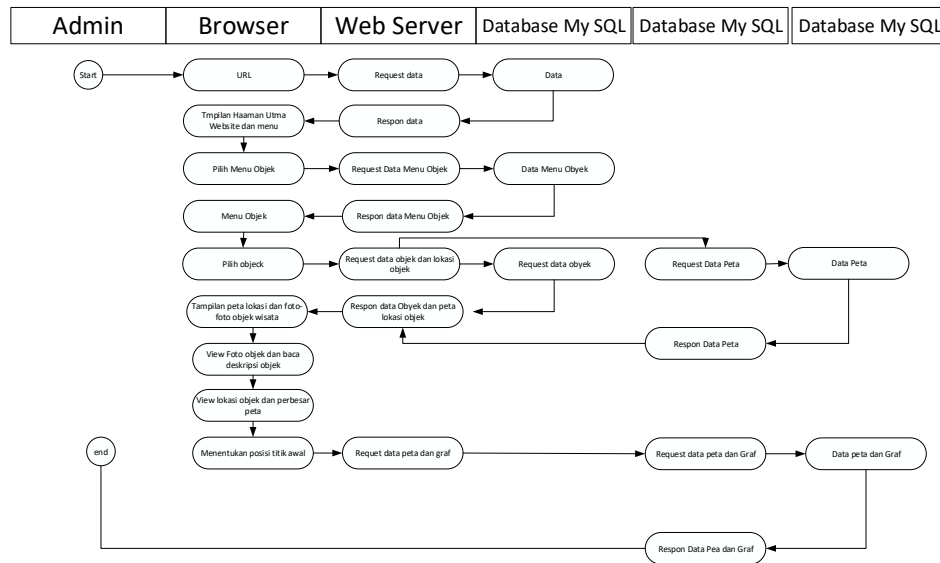 Admin
Browser
Web Server
Database My SQL
Database My SQL
Database My SQL
Start
URL
Request data
Data
Tmpilan Haaman Utma
Website dan menu
Respon data
Pilih Menu Objek
Request Data Menu Objek
Data Menu Obyek
Menu Objek
Respon data Menu Objek
Pilih objeck
Request data objek dan lokasi
objek
Request data obyek
Request Data Peta
Data Peta
Tampilan peta lokasi dan foto-
foto objek wisata
Respon data Obyek dan peta
lokasi objek
Respon Data Peta
View Foto objek dan baca
deskripsi objek
View lokasi objek dan perbesar
peta
end
Menentukan posisi titik awal
Requet data peta dan graf
Request data peta dan Graf
Data peta dan Graf
Respon Data Pea dan Graf